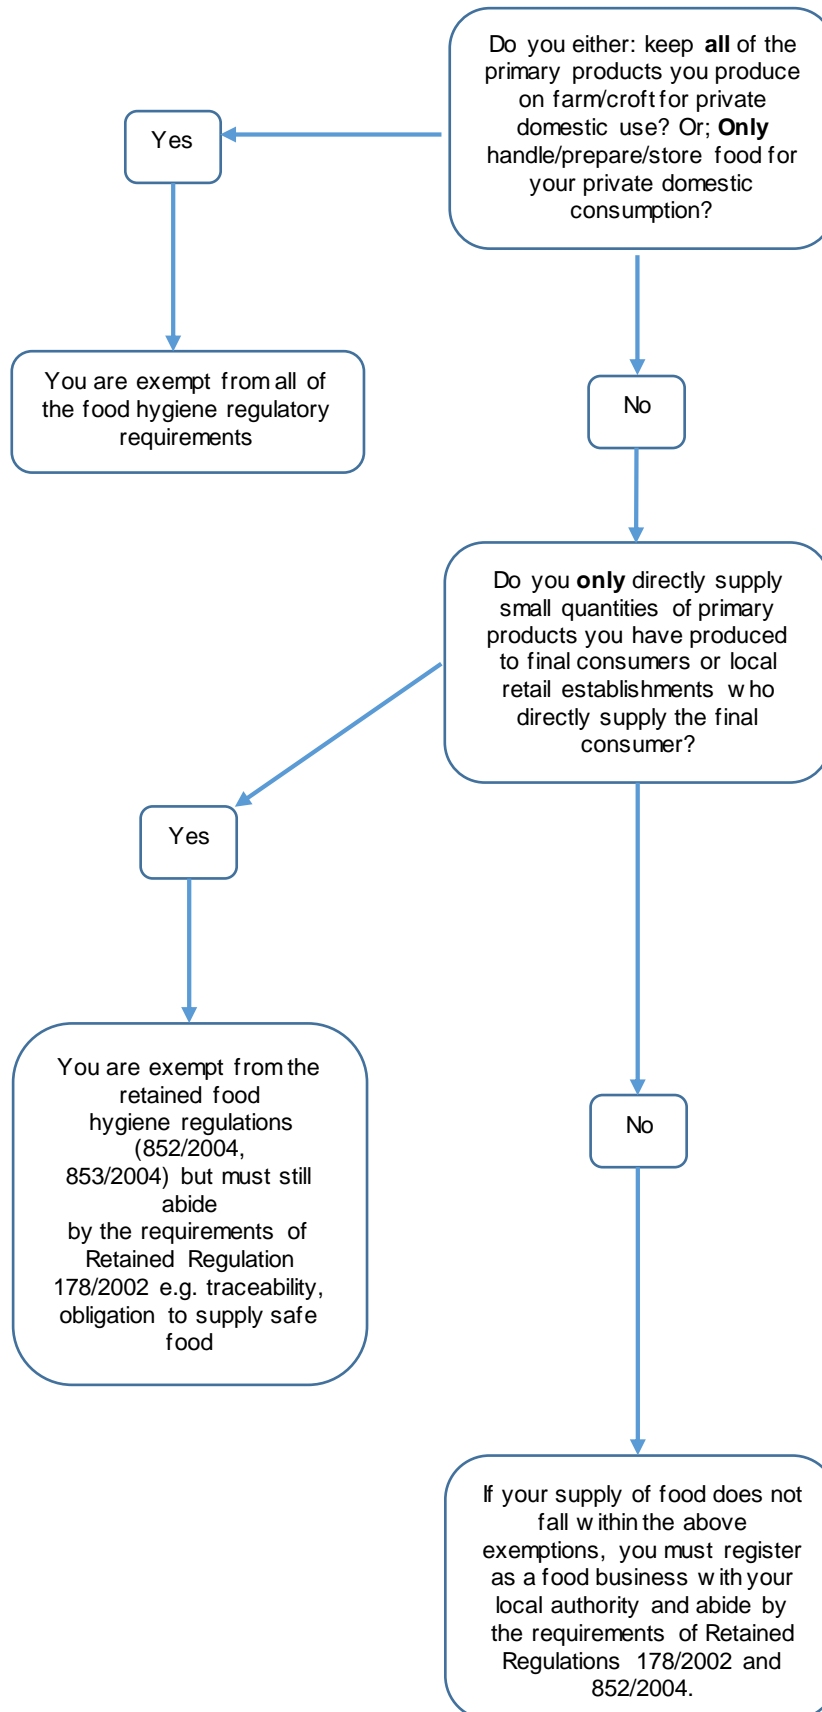 Do you either: keep all of the
primary products you produce
on farm/croft for private
domestic use? Or; Only
handle/prepare/store food for
your private domestic
consumption?
Yes
You are exempt from all of
the food hygiene regulatory
requirements
No
Do you only directly supply
small quantities of primary
products you have produced
to final consumers or local
retail establishments who
directly supply the final
consumer?
Yes
You are exempt from the
retained food
hygiene regulations
(852/2004,
853/2004) but must still
abide
by the requirements of
Retained Regulation
178/2002 e.g. traceability,
obligation to supply safe
food
No
If your supply of food does not
fall within the above
exemptions, you must register
as a food business with your
local authority and abide by
the requirements of Retained
Regulations 178/2002 and
852/2004.